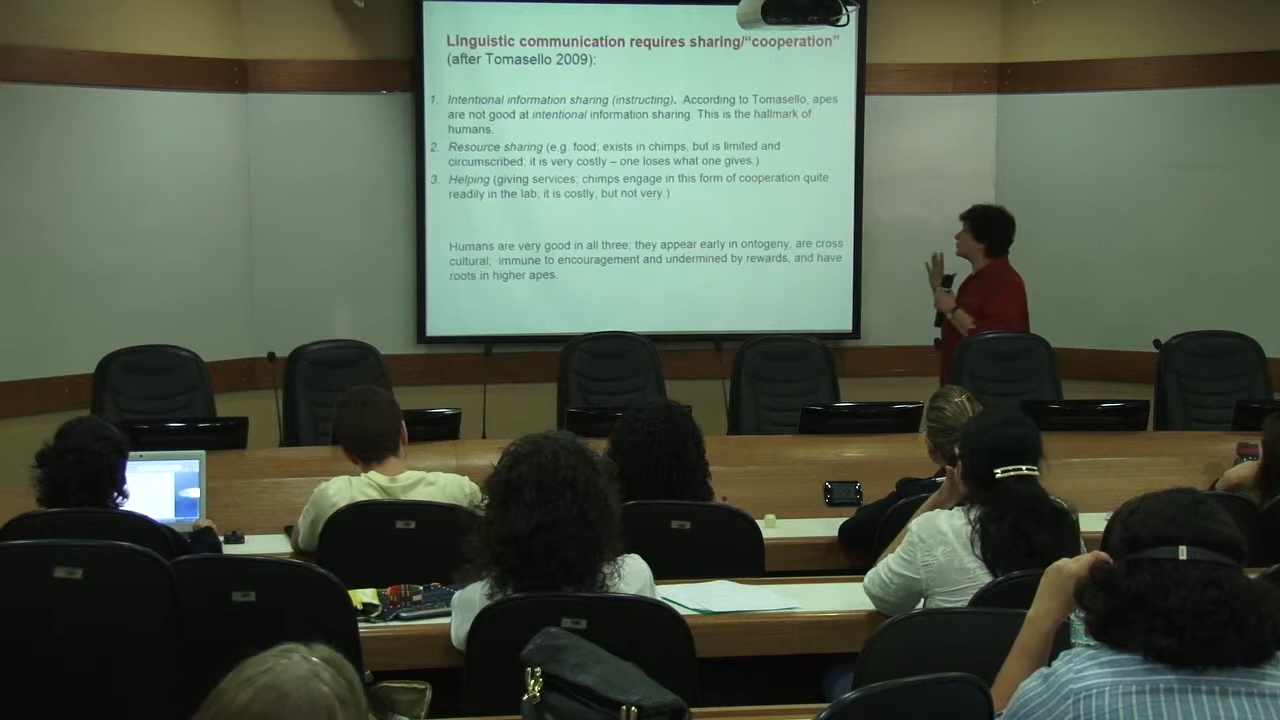 Linguistic communication requires sharing/“cooperation”
(after Tomasello 2009):
1. Intentional information sharing (instructing). According to Tomasello, apes
are not good at intentional information sharing. This is the hallmark of
humans.
2. Resource sharing (e.g. food; exists in chimps, but is limited and
circumscribed; it is very costly – one loses what one gives.)
3. Helping (giving services; chimps engage in this form of cooperation quite
readily in the lab; it is costly, but not very.)
Humans are very good in all three; they appear early in ontogeny, are cross
cultural; immune to encouragement and undermined by rewards, and have
roots in higher apes.